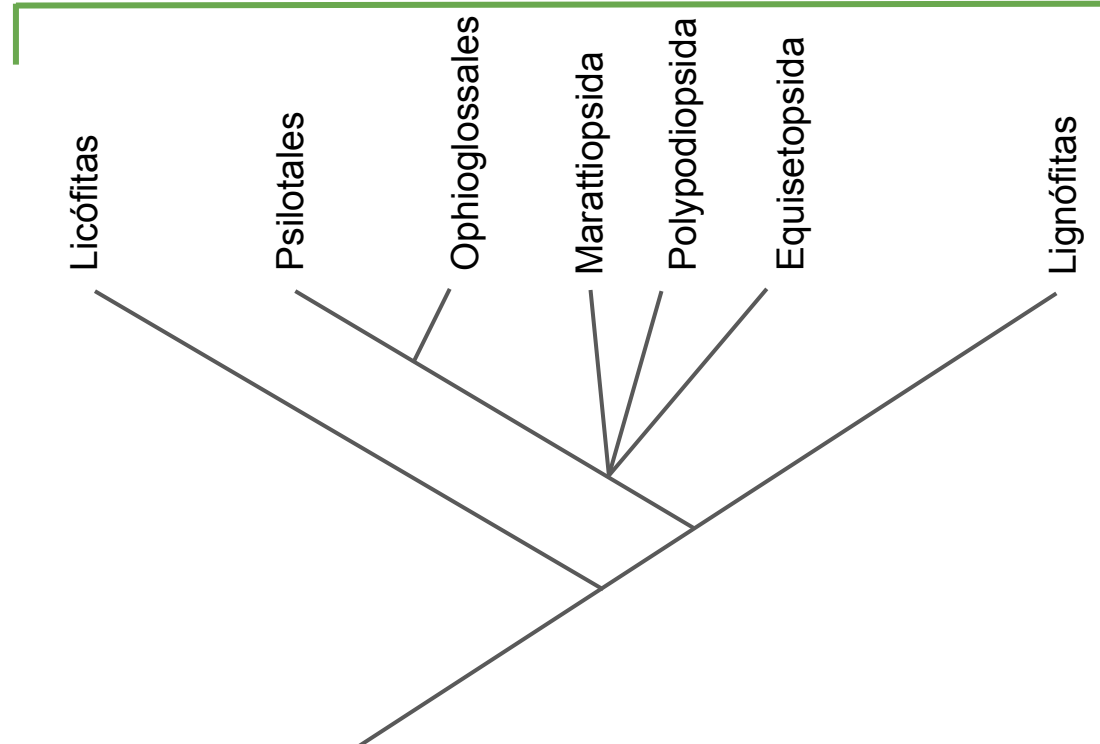 Licófitas
Psilotales
Ophioglossales
Marattiopsida
Polypodiopsida
Equisetopsida
Lignófitas